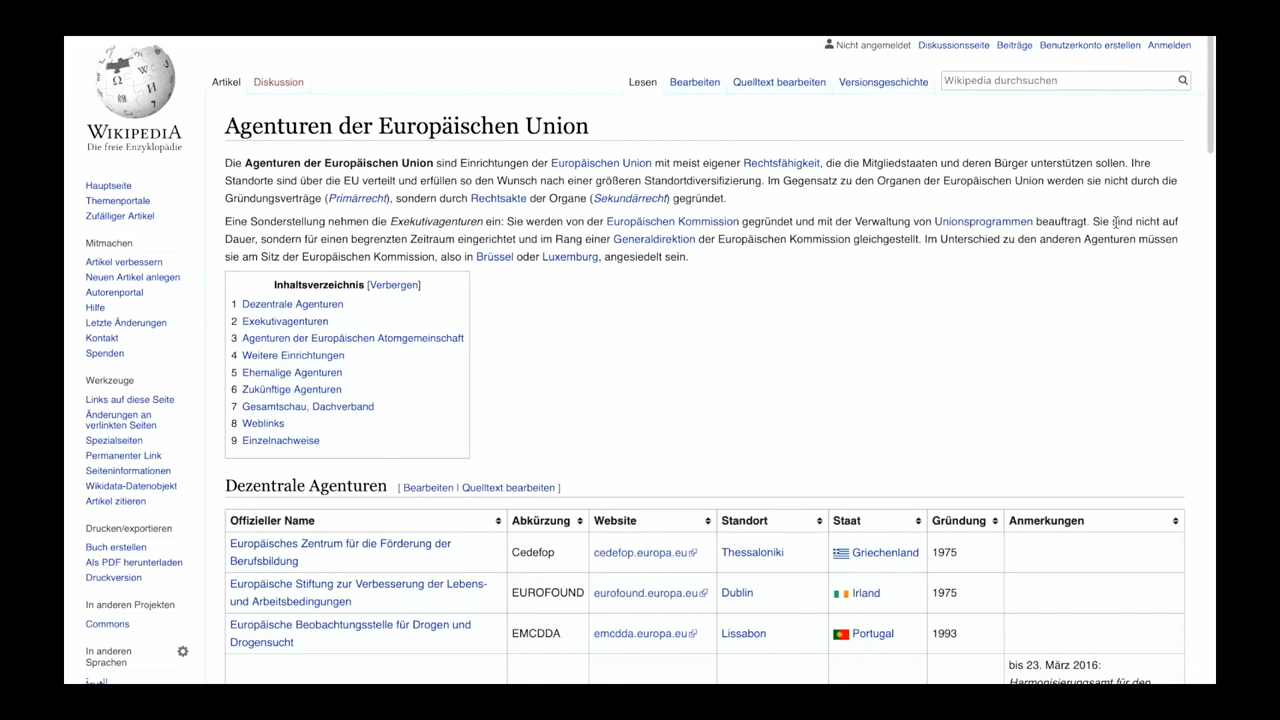 Nicht angemeldet Diskussionsseite Beiträge Benutzerkonto erstellen Anmelden
Artikel Diskussion Lesen Bearbeiten Quelltext bearbeiten Versionsgeschichte Wikipedia durchsuchen
WIKIPEDIA
Die freie Enzyklopädie
Hauptseite
Themenportale
Zufälliger Artikel
Mitmachen
Artikel verbessern
Neuen Artikel anlegen
Autorenportal
Hilfe
Letzte Änderungen
Kontakt
Spenden
Werkzeuge
Links auf diese Seite
Änderungen an
verlinkten Seiten
Spezialseiten
Permanenter Link
Seiteninformationen
Wikidata-Datenobjekt
Artikel zitieren
Drucken/exportieren
Buch erstellen
Als PDF herunterladen
Druckversion
In anderen Projekten
Commons
In anderen
Sprachen
Agenturen der Europäischen Union
Die Agenturen der Europäischen Union sind Einrichtungen der Europäischen Union mit meist eigener Rechtsfähigkeit, die die Mitgliedstaaten und deren Bürger unterstützen sollen. Ihre
Standorte sind über die EU verteilt und erfüllen so den Wunsch nach einer größeren Standortdiversifizierung. Im Gegensatz zu den Organen der Europäischen Union werden sie nicht durch die
Gründungsverträge (Primärrecht), sondern durch Rechtsakte der Organe (Sekundärrecht) gegründet.
Eine Sonderstellung nehmen die Exekutivagenturen ein: Sie werden von der Europäischen Kommission gegründet und mit der Verwaltung von Unionsprogrammen beauftragt. Sie sind nicht auf
Dauer, sondern für einen begrenzten Zeitraum eingerichtet und im Rang einer Generaldirektion der Europäischen Kommission gleichgestellt. Im Unterschied zu den anderen Agenturen müssen
sie am Sitz der Europäischen Kommission, also in Brüssel oder Luxemburg, angesiedelt sein.
Inhaltsverzeichnis [Verbergen]
1 Dezentrale Agenturen
2 Exekutivagenturen
3 Agenturen der Europäischen Atomgemeinschaft
4 Weitere Einrichtungen
5 Ehemalige Agenturen
6 Zukünftige Agenturen
7 Gesamtschau, Dachverband
8 Weblinks
9 Einzelnachweise
Dezentrale Agenturen [ Bearbeiten | Quelltext bearbeiten ]
Offizieller Name Abkürzung Website Standort Staat Gründung Anmerkungen
Europäisches Zentrum für die Förderung der
Berufsbildung
Cedefop cedefop.europa.eu Thessaloniki Griechenland 1975
Europäische Stiftung zur Verbesserung der Lebens-
und Arbeitsbedingungen
EUROFOUND eurofound.europa.eu Dublin Irland 1975
Europäische Beobachtungsstelle für Drogen und
Drogensucht
EMCDDA emcdda.europa.eu Lissabon Portugal 1993
bis 23. März 2016:
Harmonisierungsamt für den